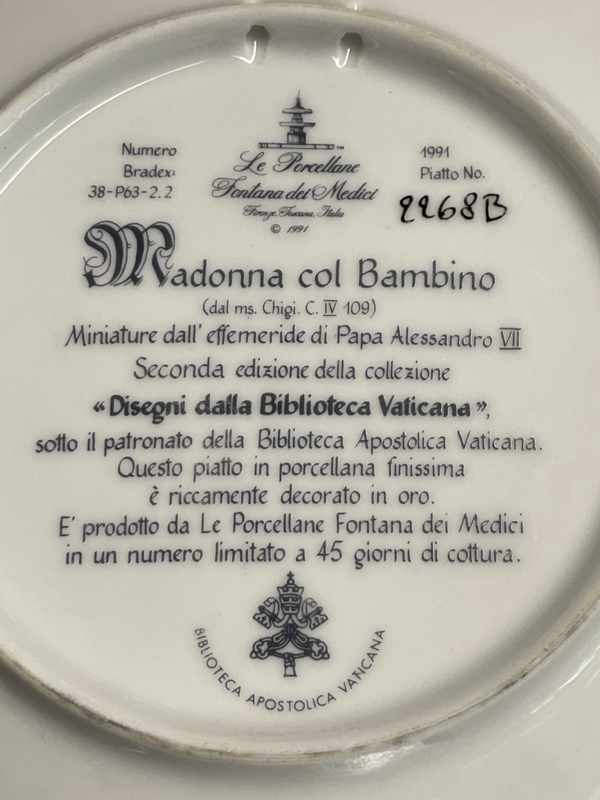 Numero
Bradex:
38-P63-2.2
Le Porcellane
Fontana dei Medici
Firenze, Toscana, Italia
© 1991
1991
Piatto No.
2268B
Madonna col Bambino
(dal ms. Chigi. C. IV 109)
Miniature dall' effemeride di Papa Alessandro VII
Seconda edizione della collezione
« Disegni dalla Biblioteca Vaticana »,
sotto il patronato della Biblioteca Apostolica Vaticana.
Questo piatto in porcellana finissima
è riccamente decorato in oro.
E' prodotto da Le Porcellane Fontana dei Medici
in un numero limitato a 45 giorni di cottura.
BIBLIOTECA APOSTOLICA VATICANA